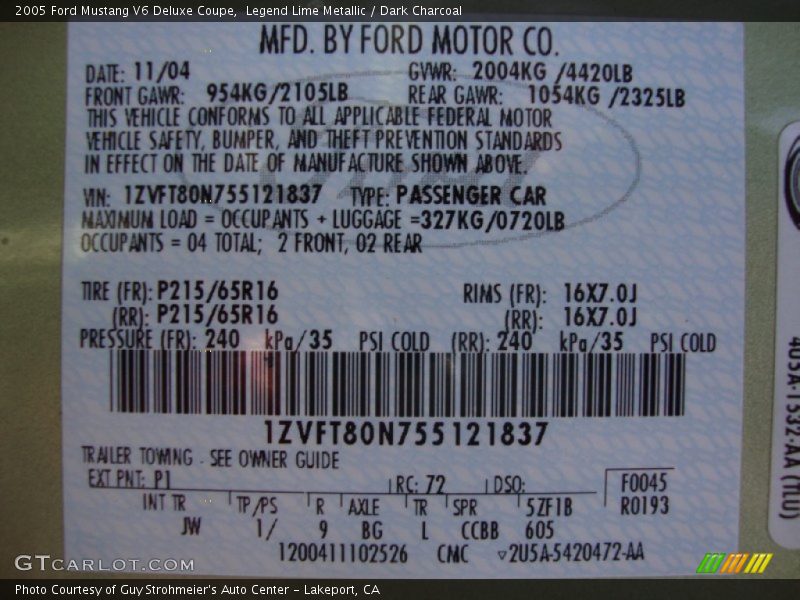 2005 Ford Mustang V6 Deluxe Coupe,  Legend Lime Metallic / Dark Charcoal
MFD. BY FORD MOTOR CO.
DATE: 11/04 GVWR: 2004KG /4420LB
FRONT GAWR: 954KG/2105LB REAR GAWR: 1054KG /2325LB
THIS VEHICLE CONFORMS TO ALL APPLICABLE FEDERAL MOTOR
VEHICLE SAFETY, BUMPER, AND THEFT PREVENTION STANDARDS
IN EFFECT ON THE DATE OF MANUFACTURE SHOWN ABOVE.
VIN: 1ZVFT80N755121837 TYPE: PASSENGER CAR
MAXIMUM LOAD = OCCUPANTS + LUGGAGE =327KG/0720LB
OCCUPANTS = 04 TOTAL; 2 FRONT, 02 REAR
TIRE (FR): P215/65R16 RIMS (FR): 16X7.0J
(RR): P215/65R16 (RR): 16X7.0J
PRESSURE (FR): 240 kPa/35 PSI COLD (RR): 240 kPa/35 PSI COLD
1ZVFT80N755121837
TRAILER TOWING - SEE OWNER GUIDE
EXT PNT: P1 RC: 72 DSO: F0045
INT TR TP/PS R AXLE TR SPR 5ZF1B R0193
JW 1/ 9 BG L CCBB 605
1200411102526 CMC ▿2U5A-5420472-AA
4U5A-1532-AA (TLU)
GTCARLOT.COM
Photo Courtesy of Guy Strohmeier's Auto Center - Lakeport, CA